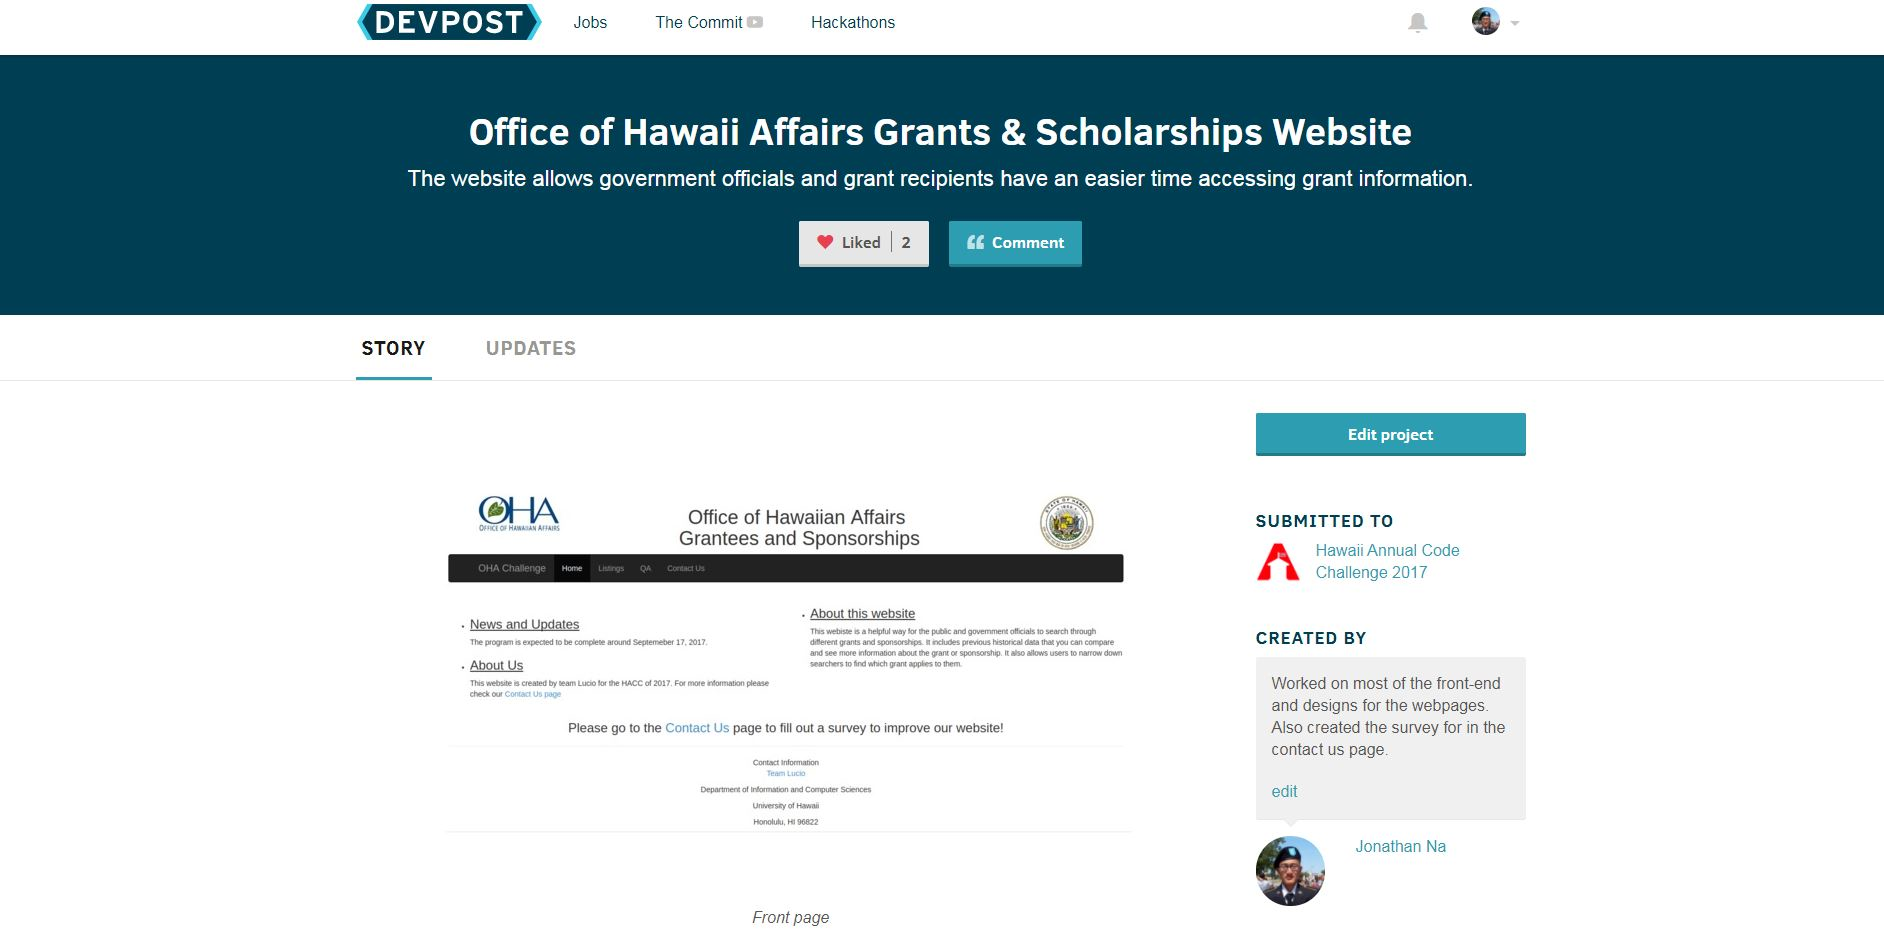 DEVPOST
Jobs
The Commit
Hackathons
Office of Hawaii Affairs Grants & Scholarships Website
The website allows government officials and grant recipients have an easier time accessing grant information.
Liked 2
Comment
STORY
UPDATES
Edit project
OHA
OFFICE OF HAWAIIAN AFFAIRS
Office of Hawaiian Affairs
Grantees and Sponsorships
OHA Challenge Home Listings QA Contact Us
News and Updates
The program is expected to be complete around Septemeber 17, 2017.
About Us
This website is created by team Lucio for the HACC of 2017. For more information please
check our Contact Us page
About this website
This webiste is a helpful way for the public and government officials to search through
different grants and sponsorships. It includes previous historical data that you can compare
and see more information about the grant or sponsorship. It also allows users to narrow down
searchers to find which grant applies to them.
Please go to the Contact Us page to fill out a survey to improve our website!
Contact Information
Team Lucio
Department of Information and Computer Sciences
University of Hawaii
Honolulu, HI 96822
Front page
SUBMITTED TO
Hawaii Annual Code
Challenge 2017
CREATED BY
Worked on most of the front-end
and designs for the webpages.
Also created the survey for in the
contact us page.
edit
Jonathan Na